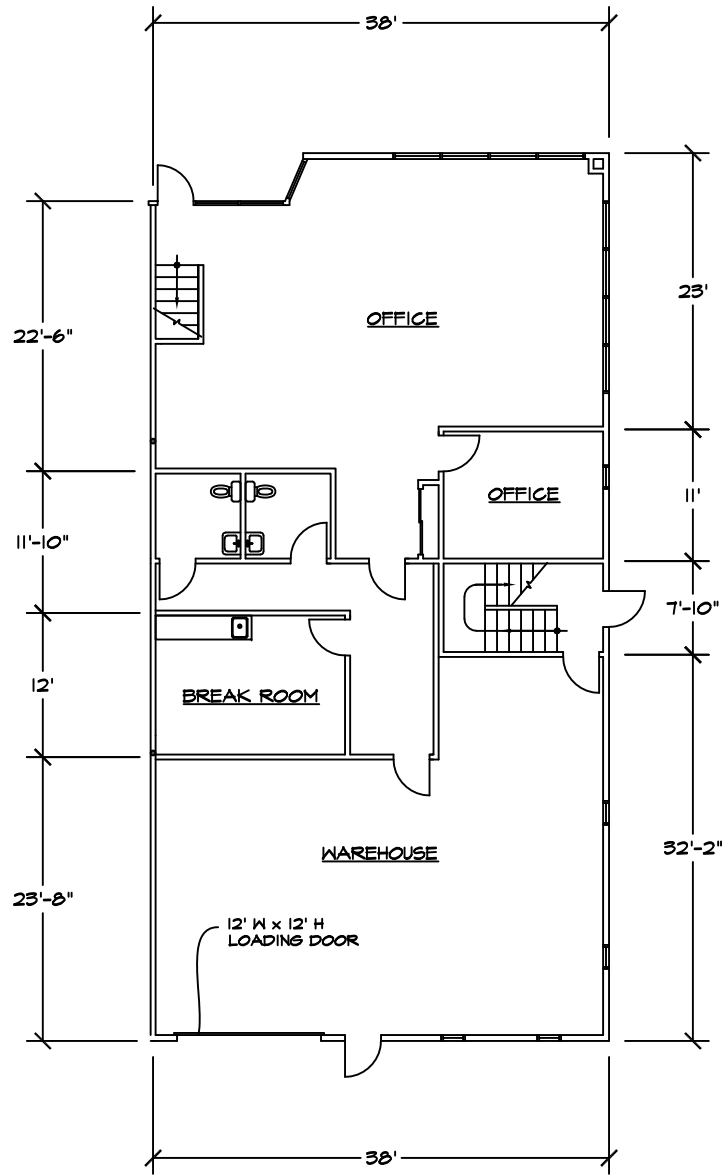 38'
OFFICE
23'
22'-6"
OFFICE
11'
11'-10"
7'-10"
12'
BREAK ROOM
WAREHOUSE
32'-2"
23'-8"
12' W x 12' H
LOADING DOOR
38'